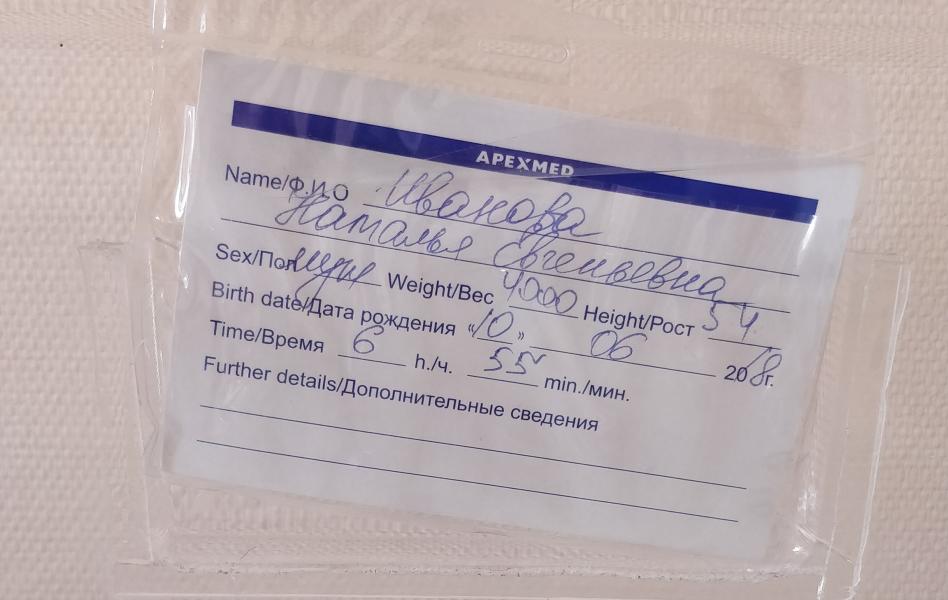 APEXMED
Name/Ф.И.О Иванова
Наталья Евгеньевна
Sex/Пол муж Weight/Вес 4000 Height/Рост 54
Birth date/Дата рождения «10» 06 2018г.
Time/Время 6 h./ч. 55 min./мин.
Further details/Дополнительные сведения